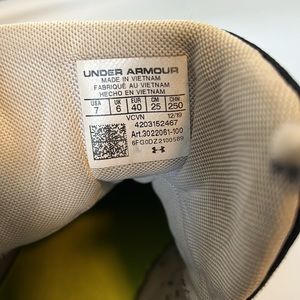 UNDER ARMOUR
MADE IN VIETNAM
FABRIQUÉ AU VIETNAM
HECHO EN VIETNAM
USA UK EUR CM CHN
7 6 40 25 250
VCVN 12/19
4203152467
Art.3022061-100